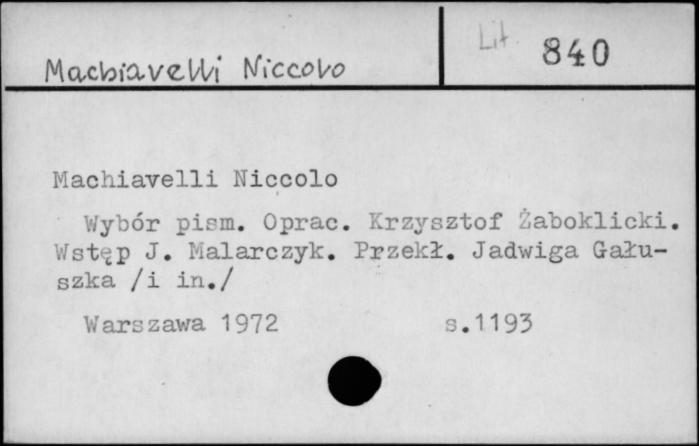 Machiavelli Niccolo
Lit 840
Machiavelli Niccolo
Wybór pism. Oprac. Krzysztof Żaboklicki.
Wstęp J. Malarczyk. Przekł. Jadwiga Gału-
szka /i in./
Warszawa 1972 s.1193